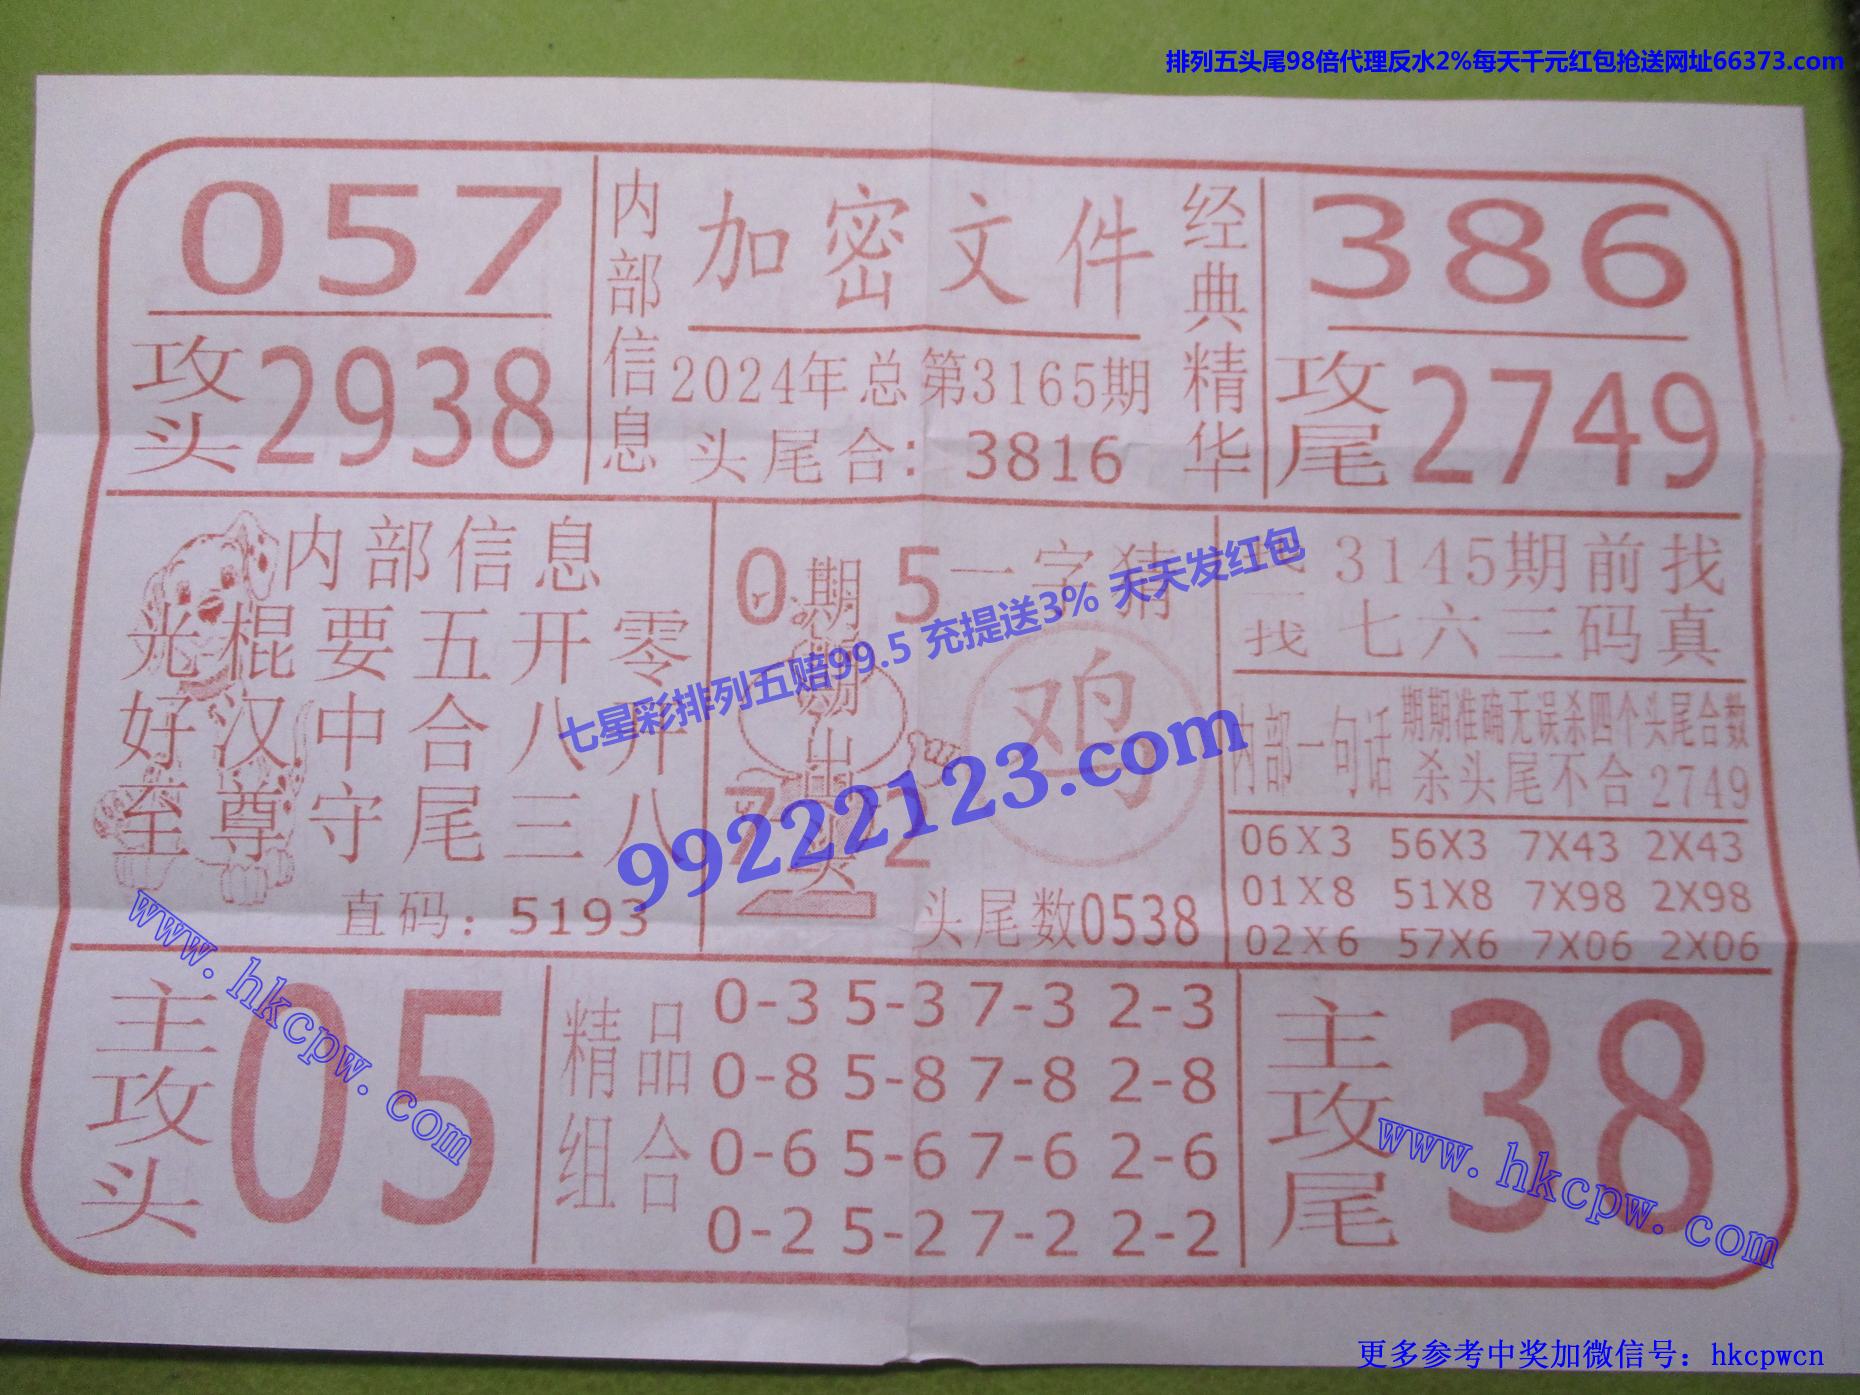 排列五头尾98倍代理反水2%每天千元红包抢送网址66373.com
057
攻头2938
内部信息
加密文件
2024年总第3165期
头尾合：3816
经典精华
386
攻尾2749
内部信息
光棍要五开零
好汉中合八开
至尊守尾三八
直码：5193
0 5
期期出头
7 2
一字猜
鸡
头尾数0538
找一找
3145期前找
七六三码真
内部一句话
期期准确无误杀四个头尾合数
杀头尾不合2749
06X3 56X3 7X43 2X43
01X8 51X8 7X98 2X98
02X6 57X6 7X06 2X06
七星彩排列五赔99.5 充提送3% 天天发红包
99222123.com
主攻头
05
精品组合
0-3 5-3 7-3 2-3
0-8 5-8 7-8 2-8
0-6 5-6 7-6 2-6
0-2 5-2 7-2 2-2
主攻尾
38
www.hkcpw.com
www.hkcpw.com
更多参考中奖加微信号：hkcpwcn